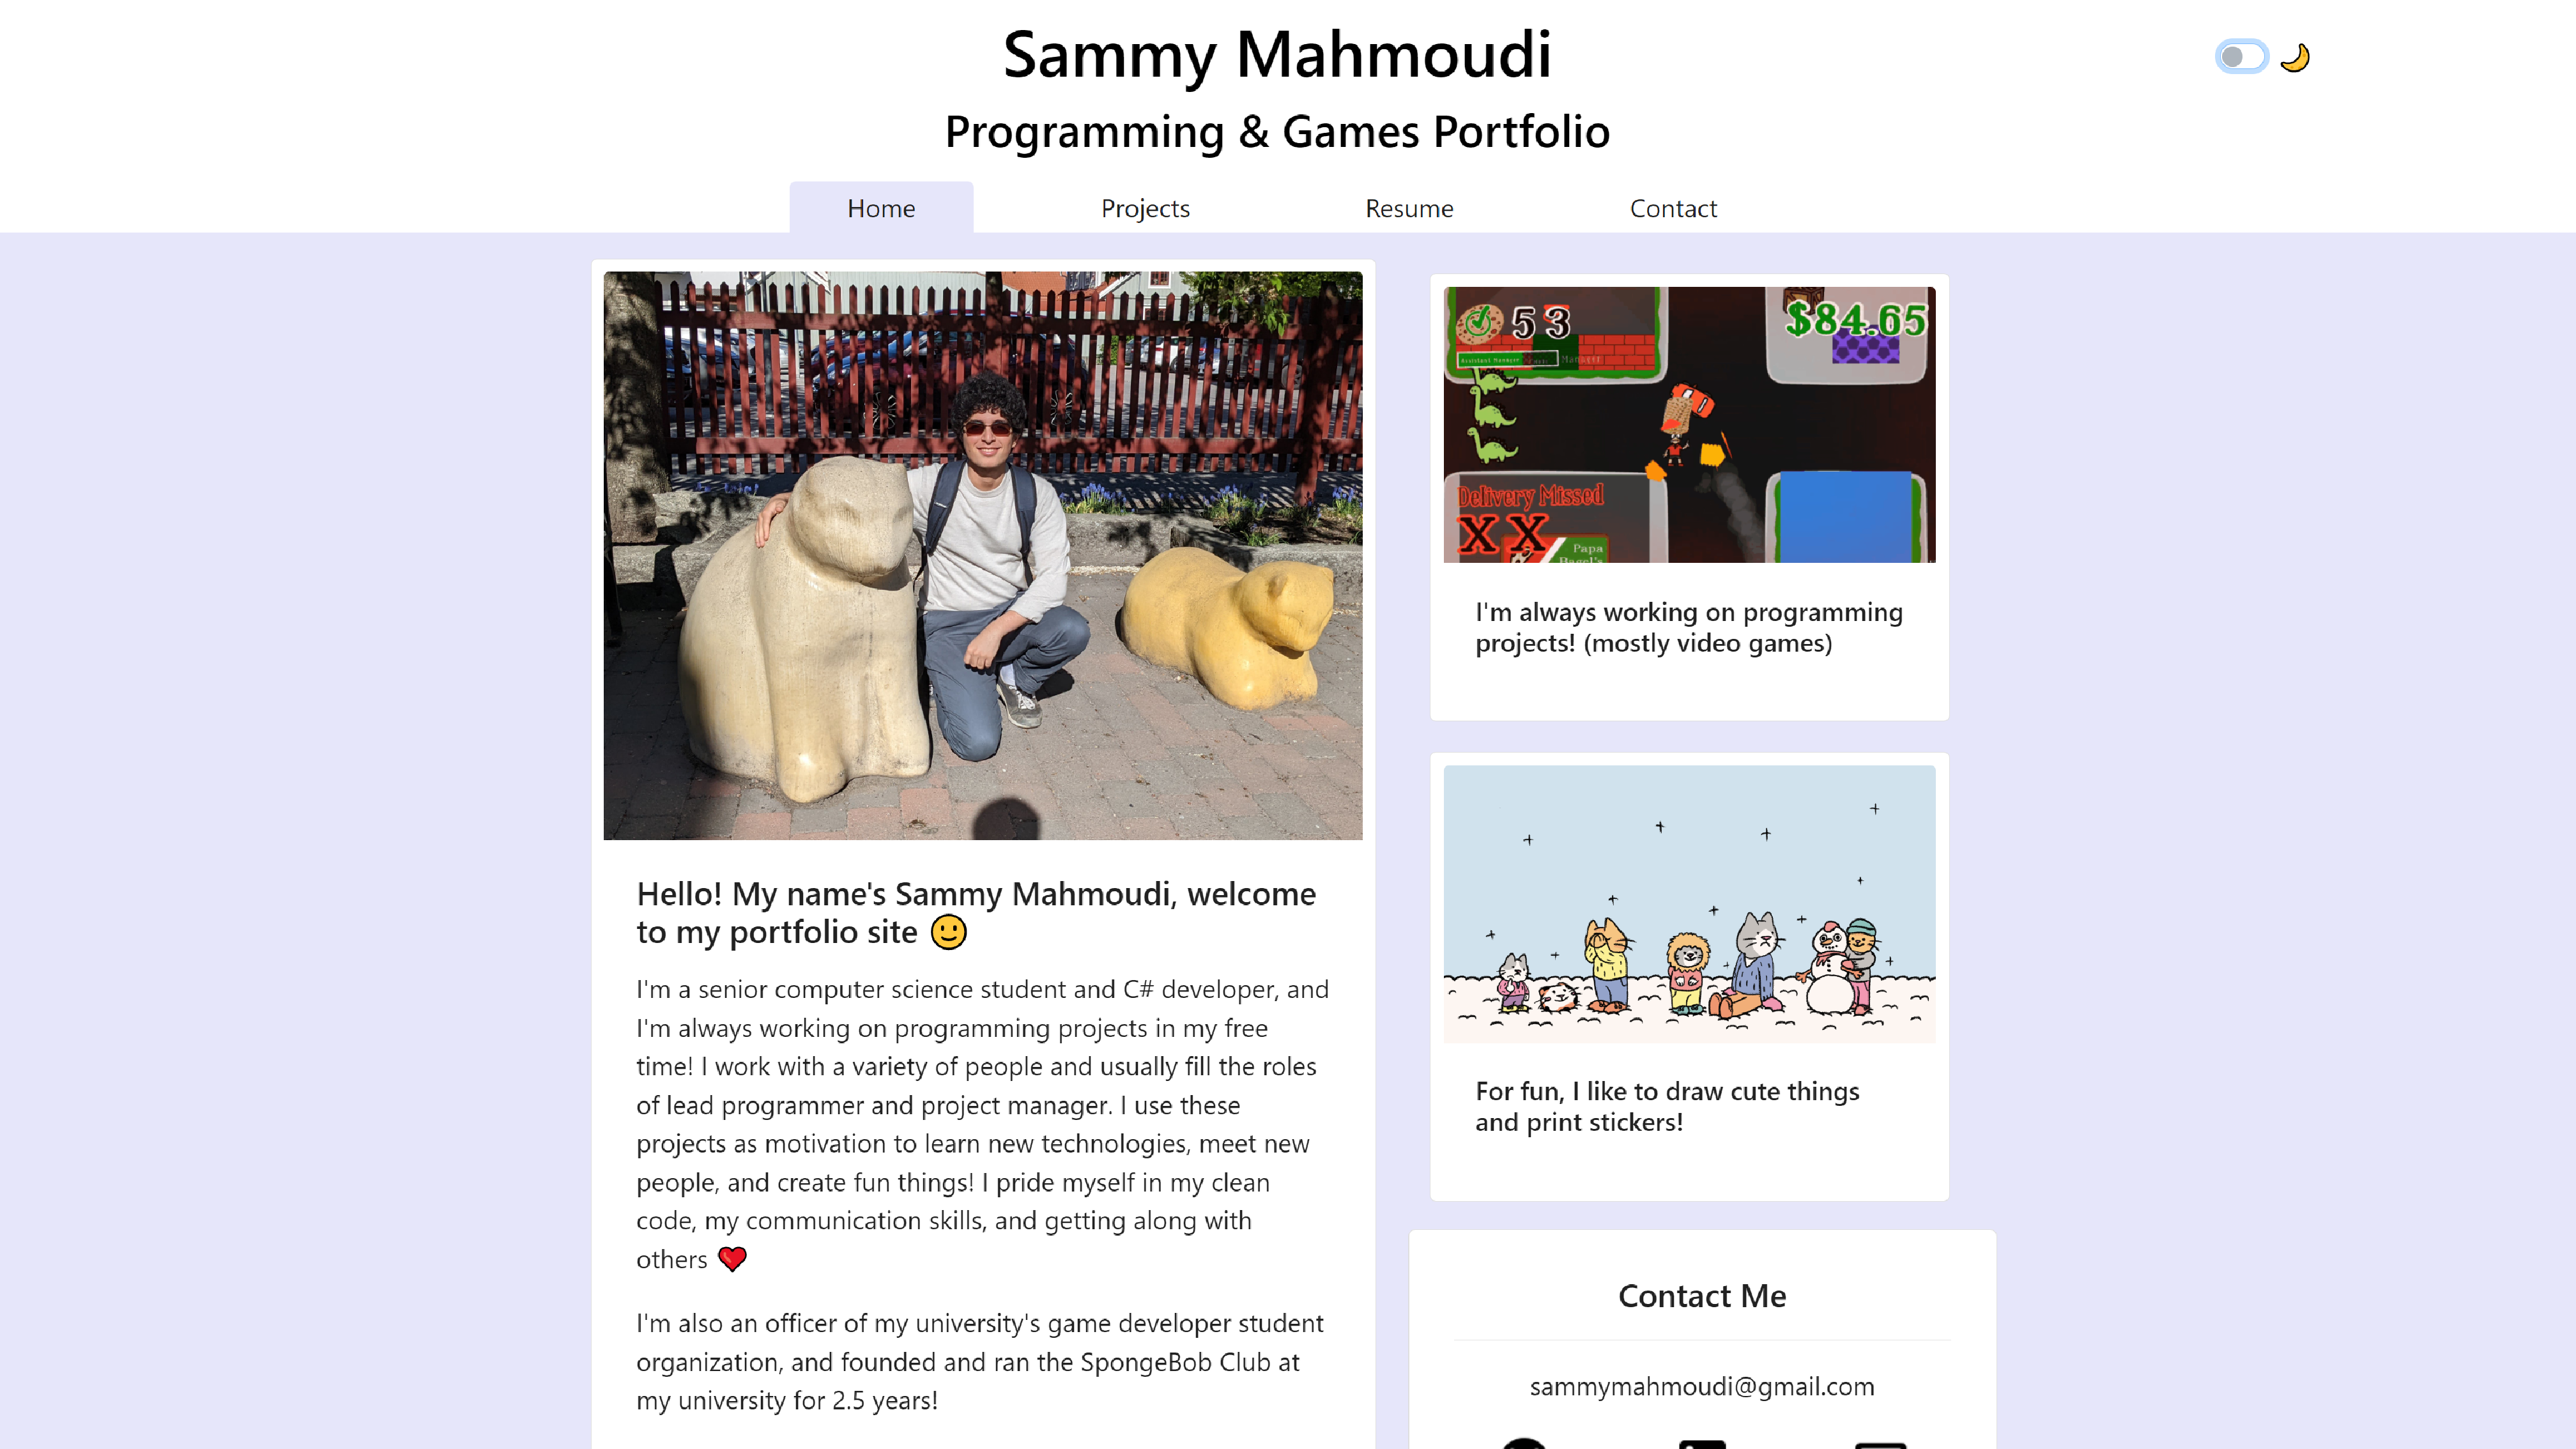 Sammy Mahmoudi
Programming & Games Portfolio
Home
Projects
Resume
Contact
Hello! My name's Sammy Mahmoudi, welcome
to my portfolio site 🙂
I'm a senior computer science student and C# developer, and
I'm always working on programming projects in my free
time! I work with a variety of people and usually fill the roles
of lead programmer and project manager. I use these
projects as motivation to learn new technologies, meet new
people, and create fun things! I pride myself in my clean
code, my communication skills, and getting along with
others ❤️
I'm also an officer of my university's game developer student
organization, and founded and ran the SpongeBob Club at
my university for 2.5 years!
53
$84.65
Assistant Manager
Manager
Delivery Missed
X X
Papa
Bagel's
I'm always working on programming
projects! (mostly video games)
For fun, I like to draw cute things
and print stickers!
Contact Me
sammymahmoudi@gmail.com